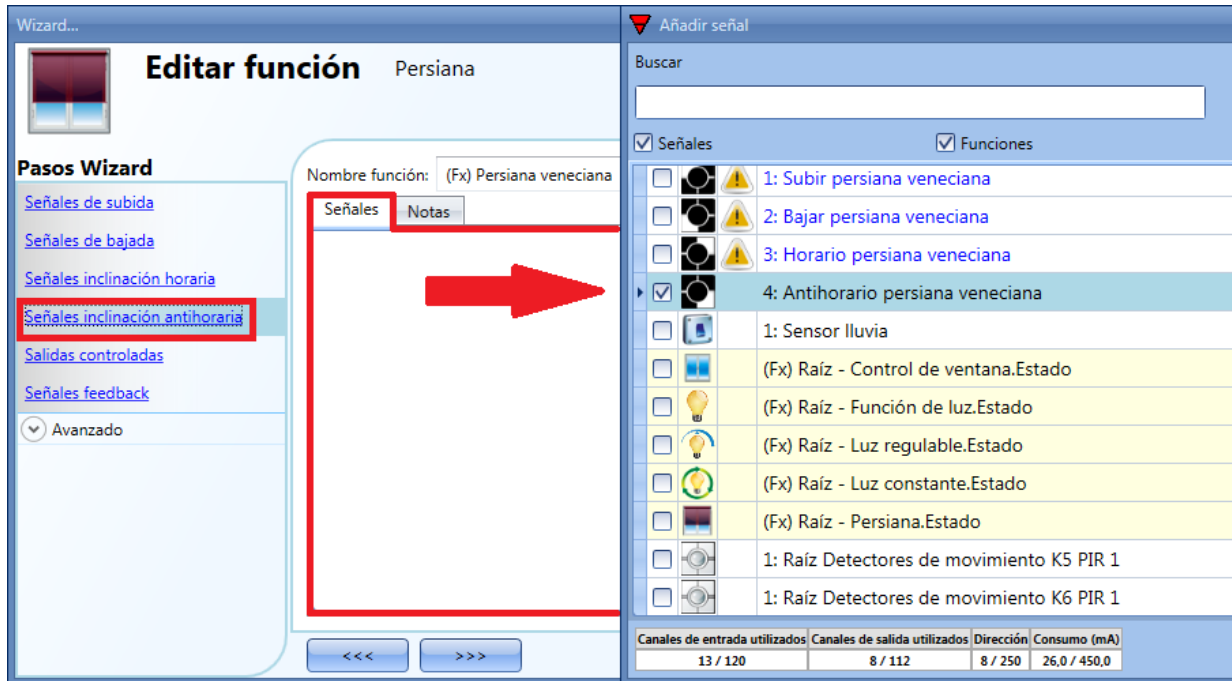 Wizard...
Editar función Persiana
Pasos Wizard
Señales de subida
Señales de bajada
Señales inclinación horaria
Señales inclinación antihoraria
Salidas controladas
Señales feedback
Avanzado
Nombre función: (Fx) Persiana veneciana
Señales Notas
<<< >>>
Añadir señal
Buscar
Señales Funciones
1: Subir persiana veneciana
2: Bajar persiana veneciana
3: Horario persiana veneciana
4: Antihorario persiana veneciana
1: Sensor lluvia
(Fx) Raíz - Control de ventana.Estado
(Fx) Raíz - Función de luz.Estado
(Fx) Raíz - Luz regulable.Estado
(Fx) Raíz - Luz constante.Estado
(Fx) Raíz - Persiana.Estado
1: Raíz Detectores de movimiento K5 PIR 1
1: Raíz Detectores de movimiento K6 PIR 1
Canales de entrada utilizados Canales de salida utilizados Dirección Consumo (mA)
13 / 120 8 / 112 8 / 250 26,0 / 450,0